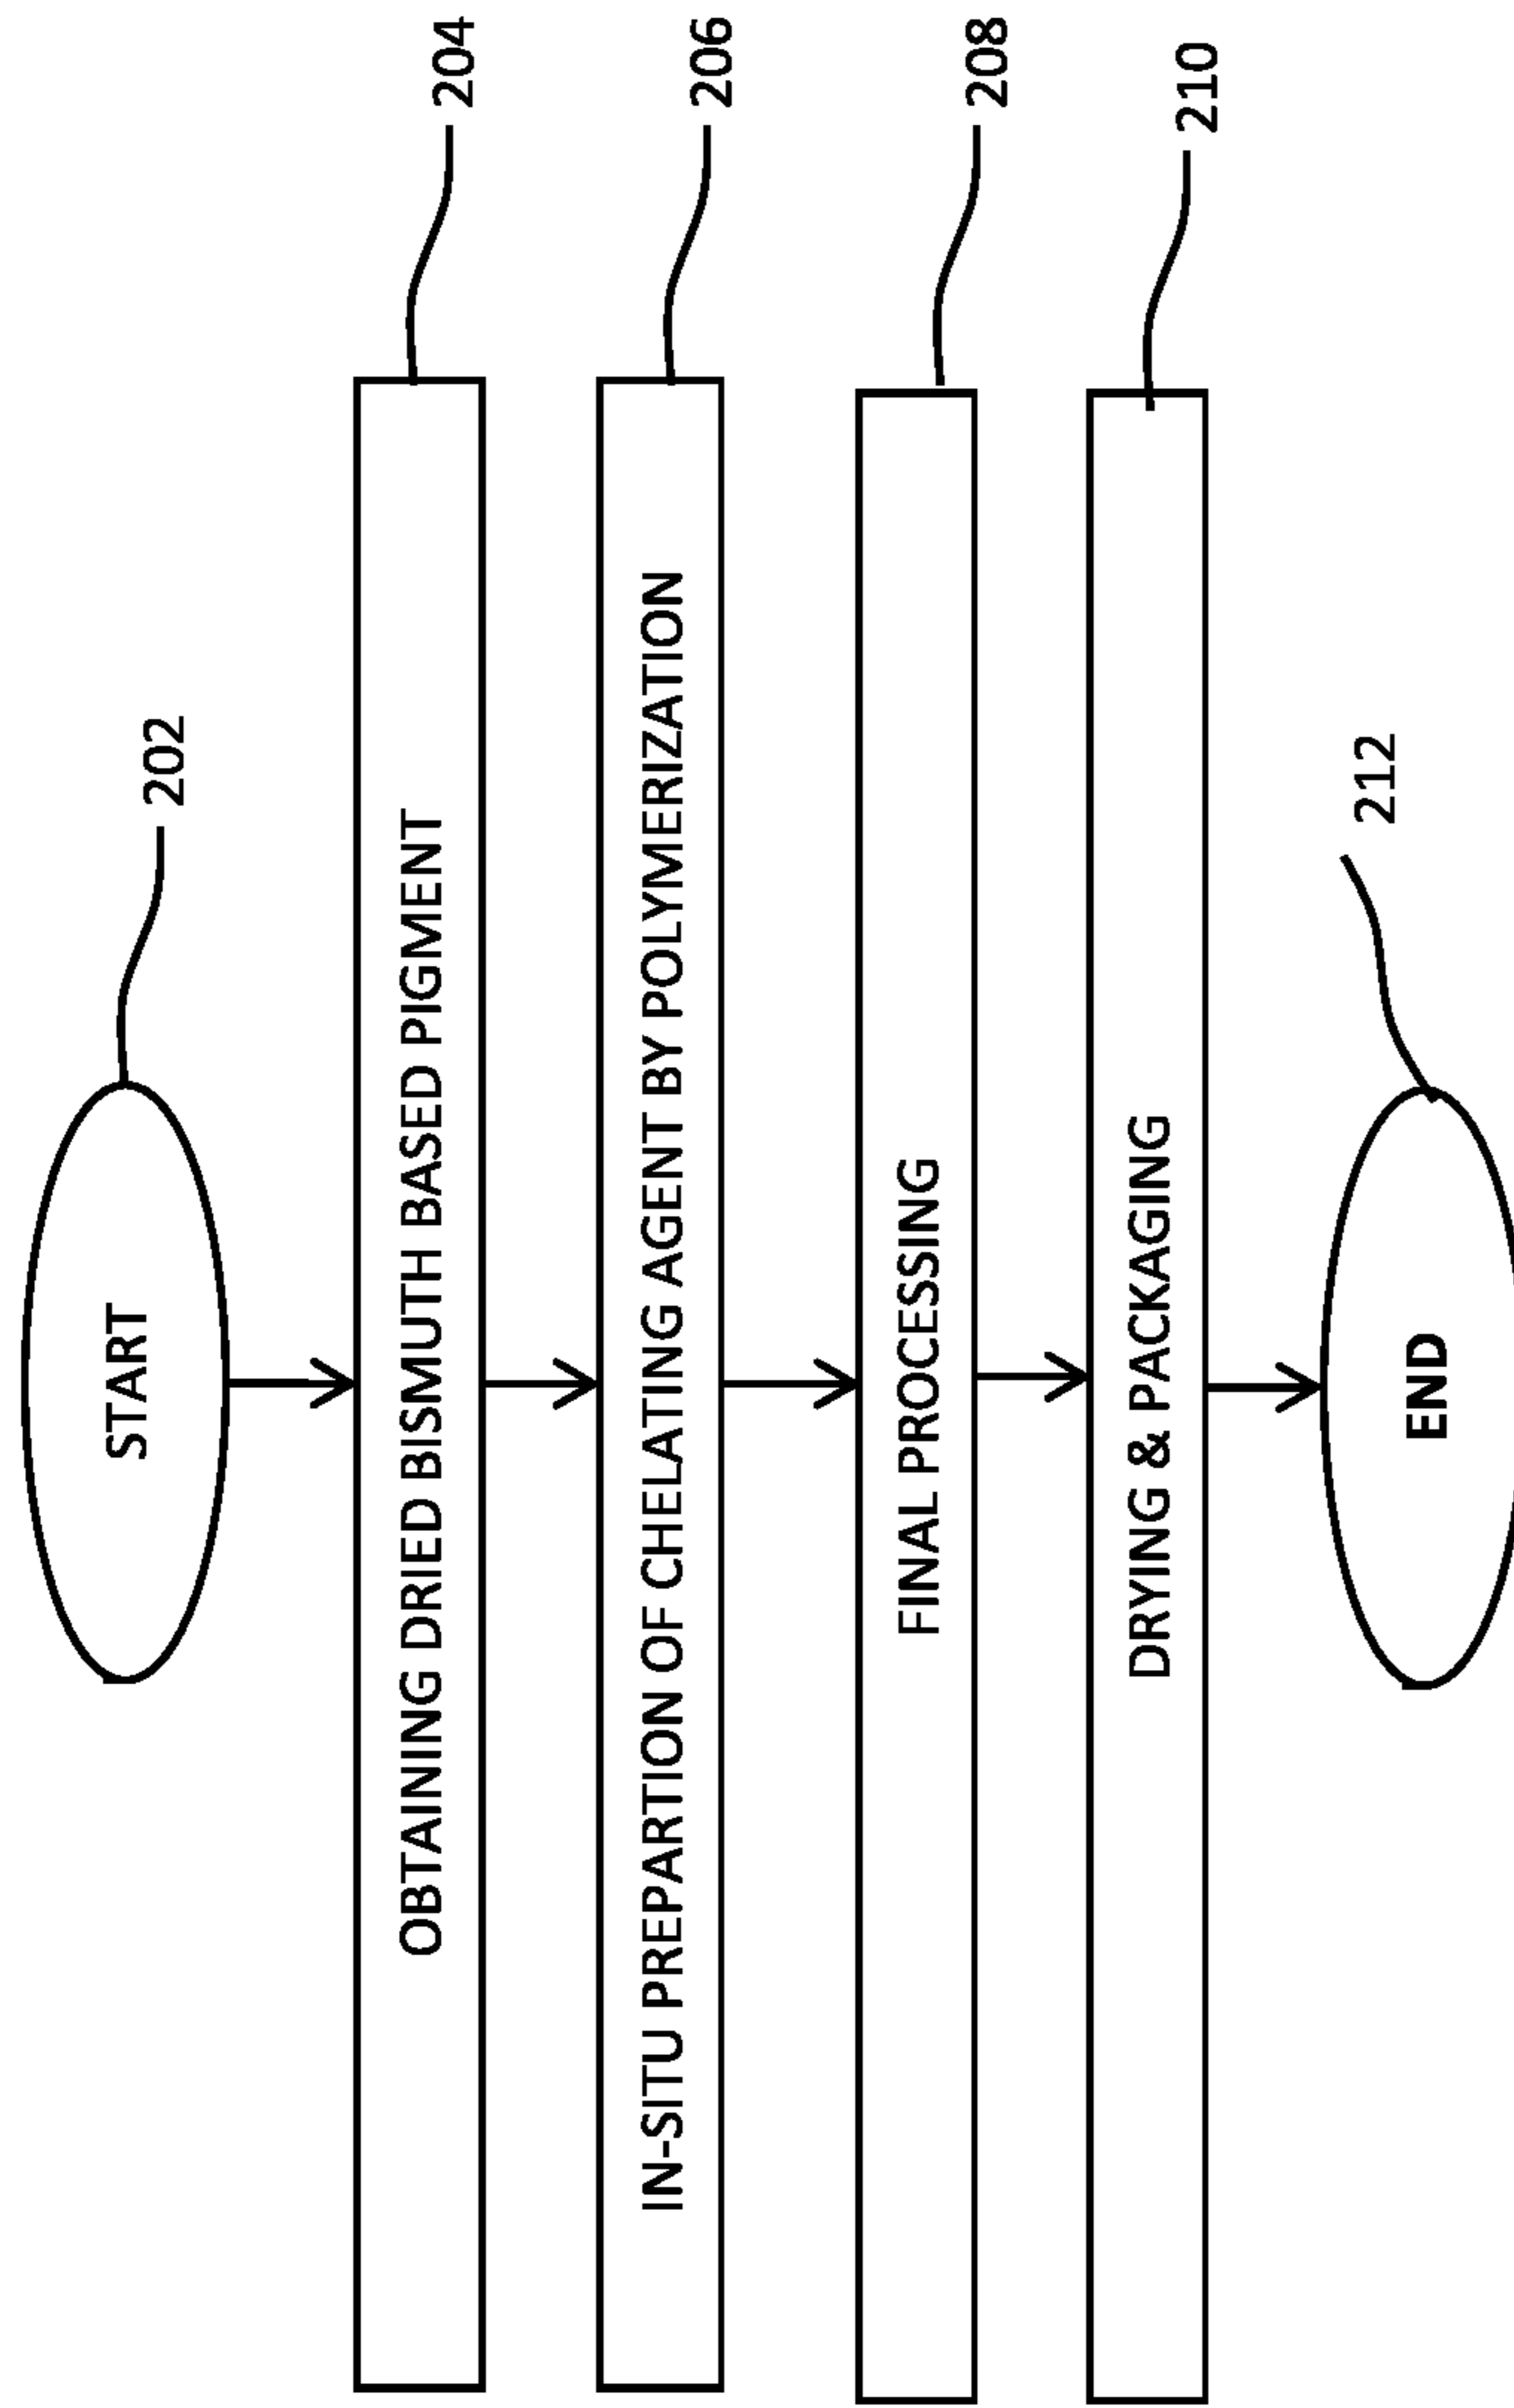 START
202
OBTAINING DRIED BISMUTH BASED PIGMENT
204
IN-SITU PREPARTION OF CHELATING AGENT BY POLYMERIZATION
206
FINAL PROCESSING
208
DRYING & PACKAGING
210
END
212